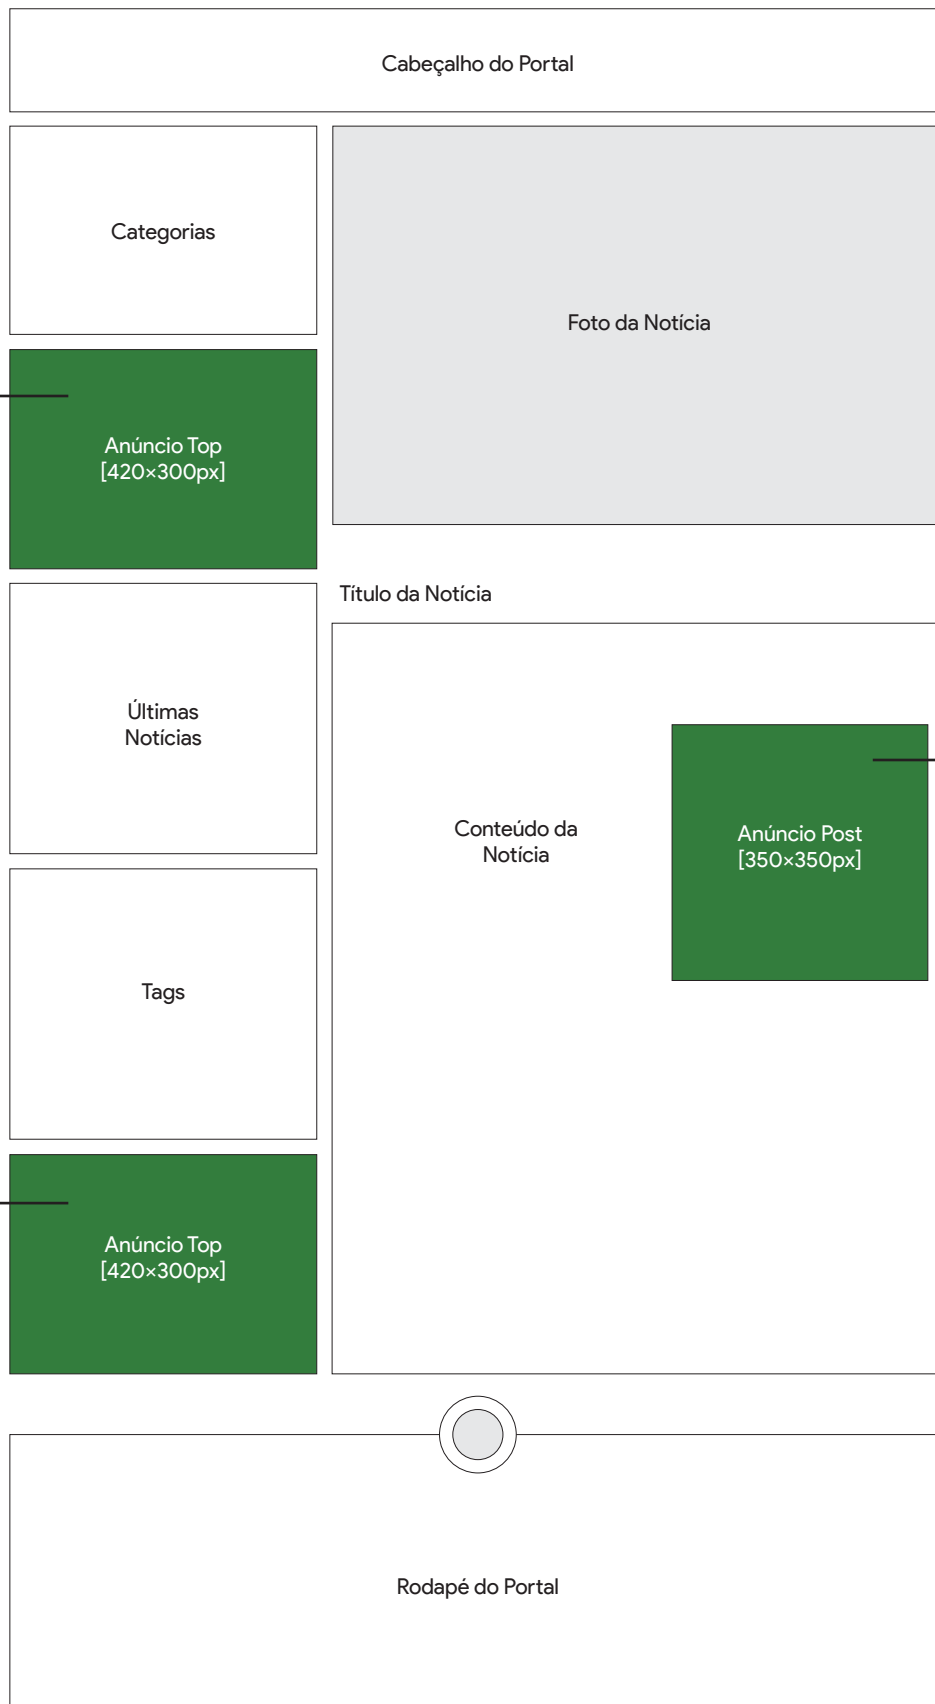 Cabeçalho do Portal
Categorias
Anúncio Top
[420×300px]
Últimas
Notícias
Tags
Anúncio Top
[420×300px]
Foto da Notícia
Título da Notícia
Conteúdo da
Notícia
Anúncio Post
[350×350px]
Rodapé do Portal